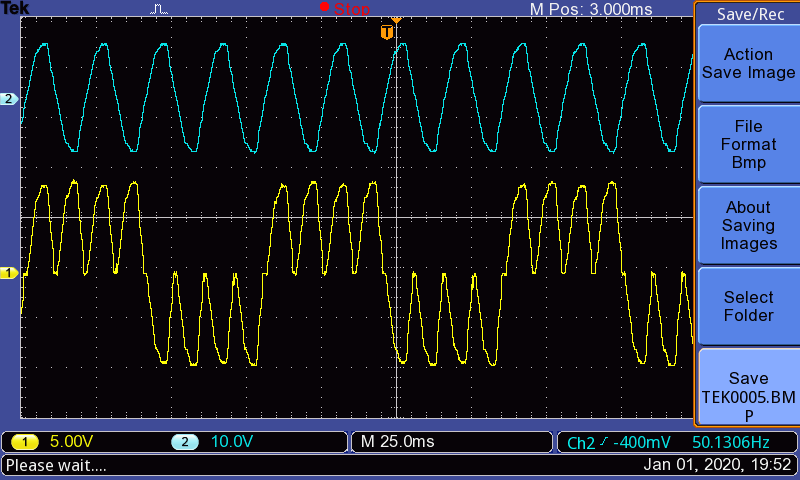 Tek
Stop
M Pos: 3.000ms
T
2
1
Save/Rec
Action
Save Image
File
Format
Bmp
About
Saving
Images
Select
Folder
Save
TEK0005.BM
P
1 5.00V
2 10.0V
M 25.0ms
Ch2 -400mV 50.1306Hz
Please wait....
Jan 01, 2020, 19:52